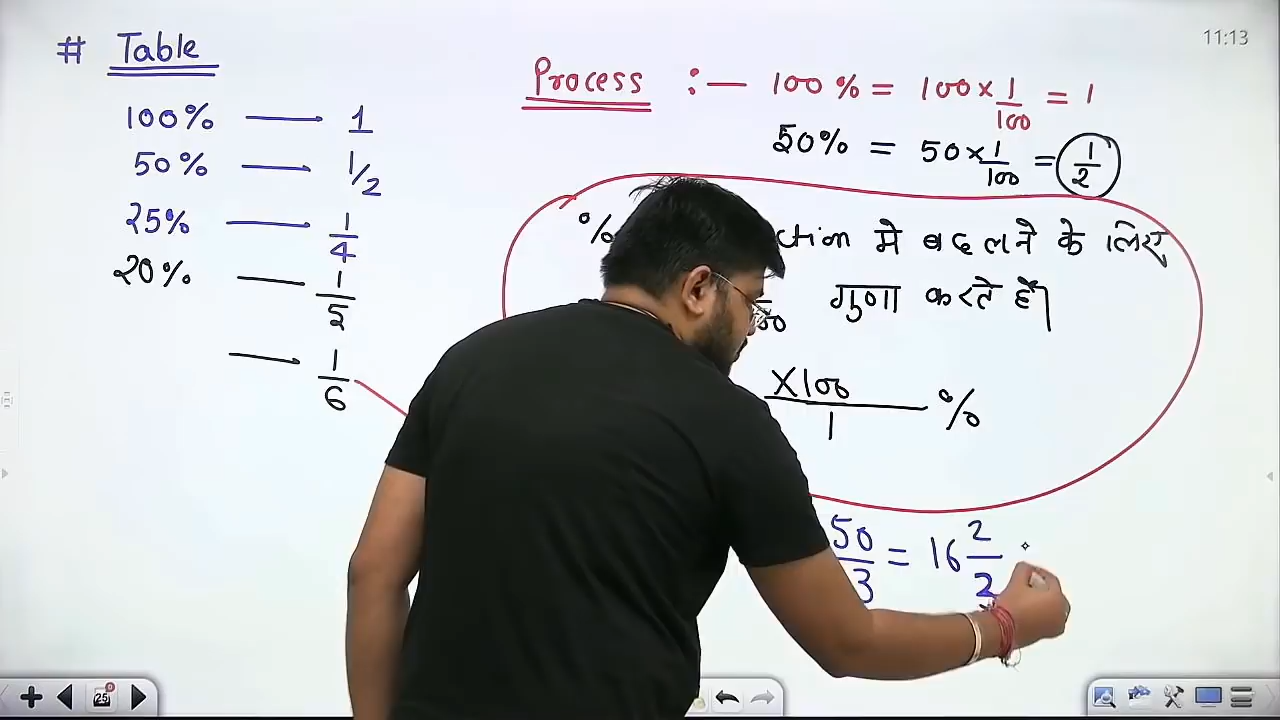 # Table
100% — 1
50% — 1/2
25% — 1/4
20% — 1/5
— 1/6
Process :— 100% = 100 × 1/100 = 1
50% = 50 × 1/100 = 1/2
% ction मे बदलने के लिए
गुणा करते हैं।
×100/1 %
50/3 = 16 2/3
11:13
25